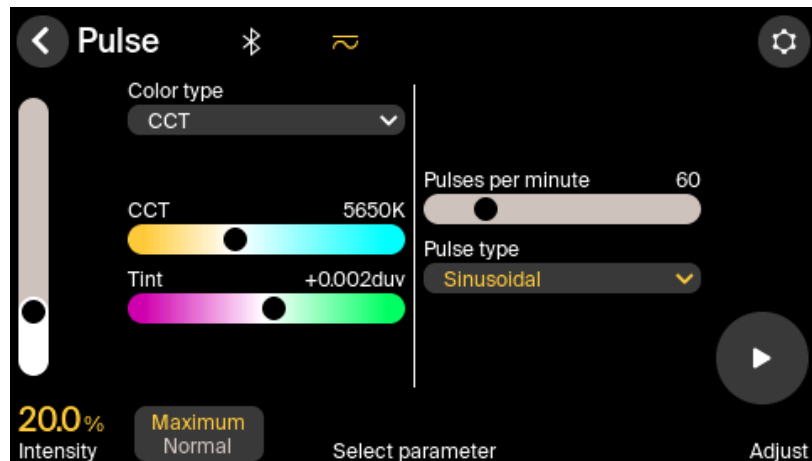 Pulse
Color type
CCT
CCT 5650K
Tint +0.002duv
Pulses per minute 60
Pulse type
Sinusoidal
20.0 %
Intensity
Maximum
Normal
Select parameter
Adjust